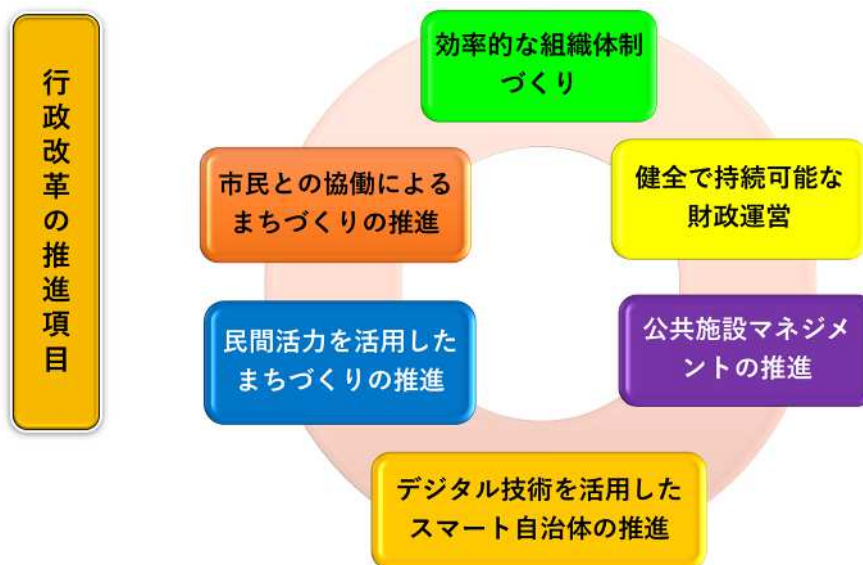 行政改革の推進項目
効率的な組織体制
づくり
健全で持続可能な
財政運営
公共施設マネジメ
ントの推進
デジタル技術を活用した
スマート自治体の推進
民間活力を活用した
まちづくりの推進
市民との協働による
まちづくりの推進